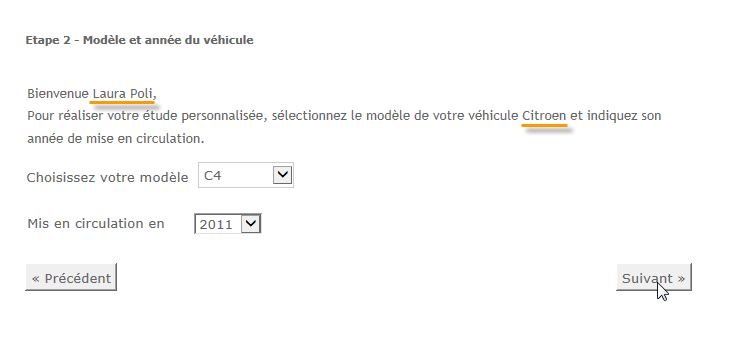 Etape 2 - Modèle et année du véhicule
Bienvenue Laura Poli,
Pour réaliser votre étude personnalisée, sélectionnez le modèle de votre véhicule Citroen et indiquez son
année de mise en circulation.
Choisissez votre modèle C4
Mis en circulation en 2011
« Précédent Suivant »